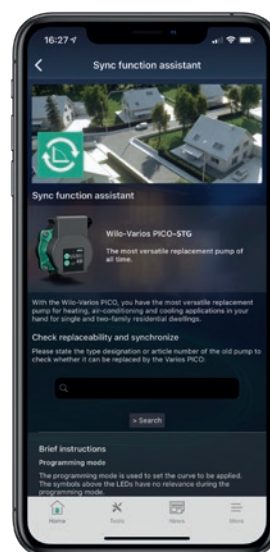 16:27
Sync function assistant
Sync function assistant
Wilo-Varios PICO-STG
The most versatile replacement pump of
all time.
With the Wilo-Varios PICO, you have the most versatile replacement
pump for heating, air-conditioning and cooling applications in your
hand for single and two-family residential dwellings.
Check replaceability and synchronize
Please state the type designation or article number of the old pump to
check whether it can be replaced by the Varios PICO:
> Search
Brief instructions
Programming mode
The programming mode is used to set the curve to be applied.
The symbols above the LEDs have no relevance during the
programming mode.
Home Tools News More